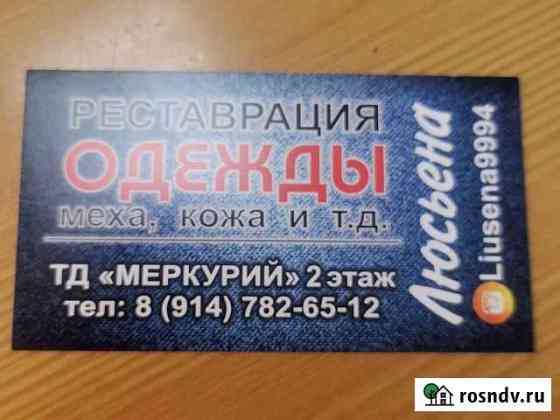 РЕСТАВРАЦИЯ
ОДЕЖДЫ
меха, кожа и т.д.
ТД «МЕРКУРИЙ» 2 этаж
тел: 8 (914) 782-65-12
Люсьена
Liusena9994
rosndv.ru